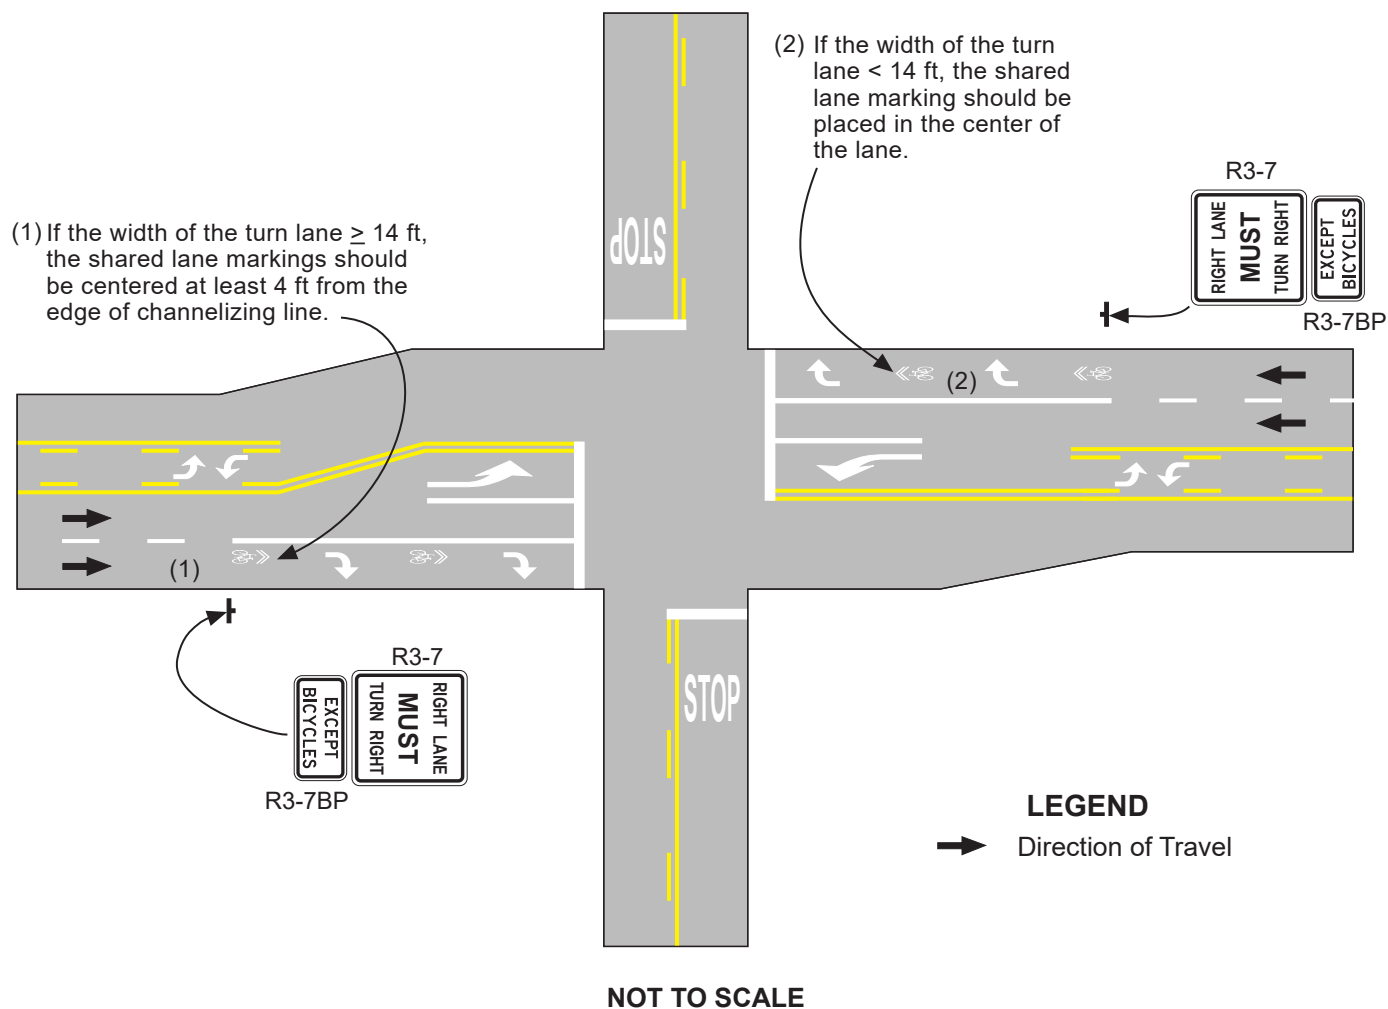 (2) If the width of the turn
lane < 14 ft, the shared
lane marking should be
placed in the center of
the lane.
R3-7
RIGHT LANE
MUST
TURN RIGHT
EXCEPT
BICYCLES
R3-7BP
(1) If the width of the turn lane ≥ 14 ft,
the shared lane markings should
be centered at least 4 ft from the
edge of channelizing line.
STOP
(2)
(1)
R3-7
RIGHT LANE
MUST
TURN RIGHT
EXCEPT
BICYCLES
R3-7BP
STOP
LEGEND
Direction of Travel
NOT TO SCALE